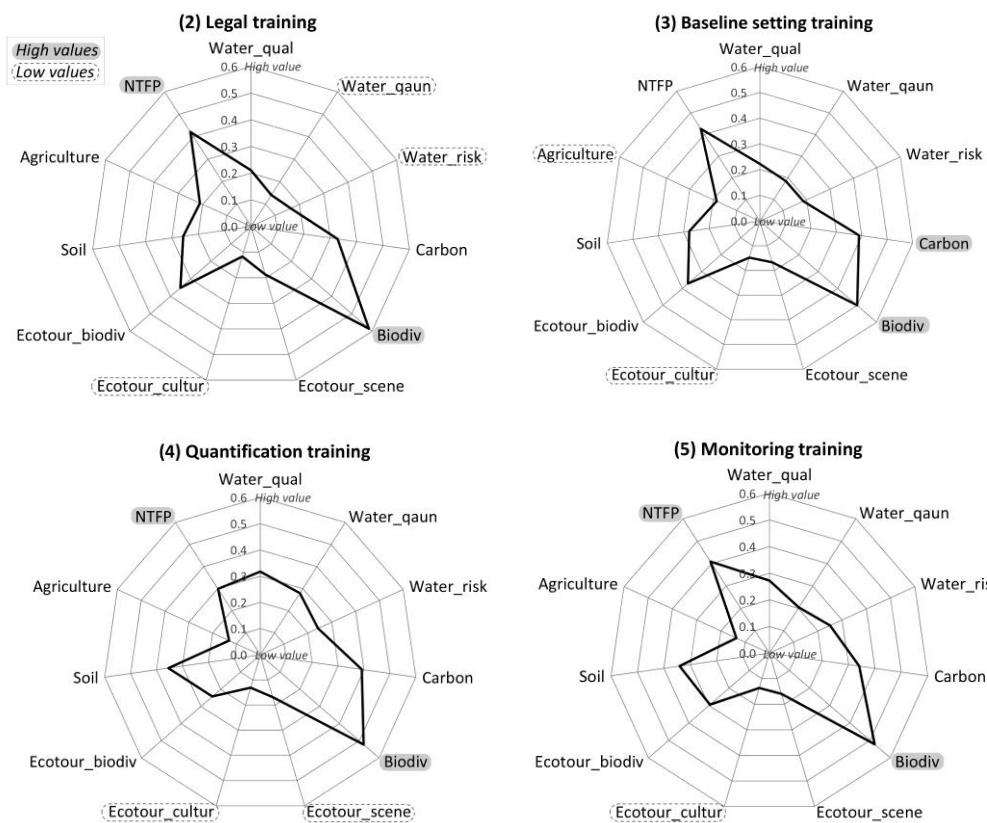 (2) Legal training
High values
Low values
Water_qual
High value
0.6
0.5
0.4
0.3
0.2
0.1
0.0
Low value
NTFP
Water_qaun
Agriculture
Water_risk
Soil
Carbon
Ecotour_biodiv
Biodiv
Ecotour_cultur
Ecotour_scene
(3) Baseline setting training
Water_qual
High value
0.6
0.5
0.4
0.3
0.2
0.1
0.0
Low value
NTFP
Water_qaun
Agriculture
Water_risk
Soil
Carbon
Ecotour_biodiv
Biodiv
Ecotour_cultur
Ecotour_scene
(4) Quantification training
Water_qual
High value
0.6
0.5
0.4
0.3
0.2
0.1
0.0
Low value
NTFP
Water_qaun
Agriculture
Water_risk
Soil
Carbon
Ecotour_biodiv
Biodiv
Ecotour_cultur
Ecotour_scene
(5) Monitoring training
Water_qual
High value
0.6
0.5
0.4
0.3
0.2
0.1
0.0
Low value
NTFP
Water_qaun
Agriculture
Water_ris
Soil
Carbon
Ecotour_biodiv
Biodiv
Ecotour_cultur
Ecotour_scene